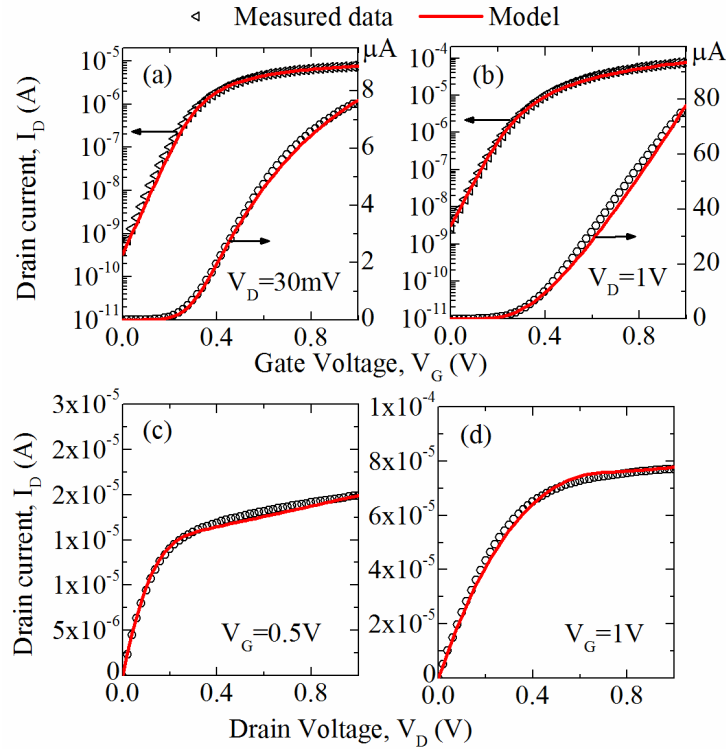 Measured data Model
Drain current, I_D (A)
(a)
10^-5
10^-6
10^-7
10^-8
10^-9
10^-10
10^-11
μA
8
6
4
2
0
V_D=30mV
0.0 0.4 0.8
(b)
10^-4
10^-5
10^-6
10^-7
10^-8
10^-9
10^-10
10^-11
μA
80
60
40
20
0
V_D=1V
0.0 0.4 0.8
Gate Voltage, V_G (V)
Drain current, I_D (A)
(c)
3x10^-5
2x10^-5
2x10^-5
1x10^-5
1x10^-5
5x10^-6
0
V_G=0.5V
0.0 0.4 0.8
(d)
1x10^-4
8x10^-5
6x10^-5
4x10^-5
2x10^-5
0
V_G=1V
0.0 0.4 0.8
Drain Voltage, V_D (V)